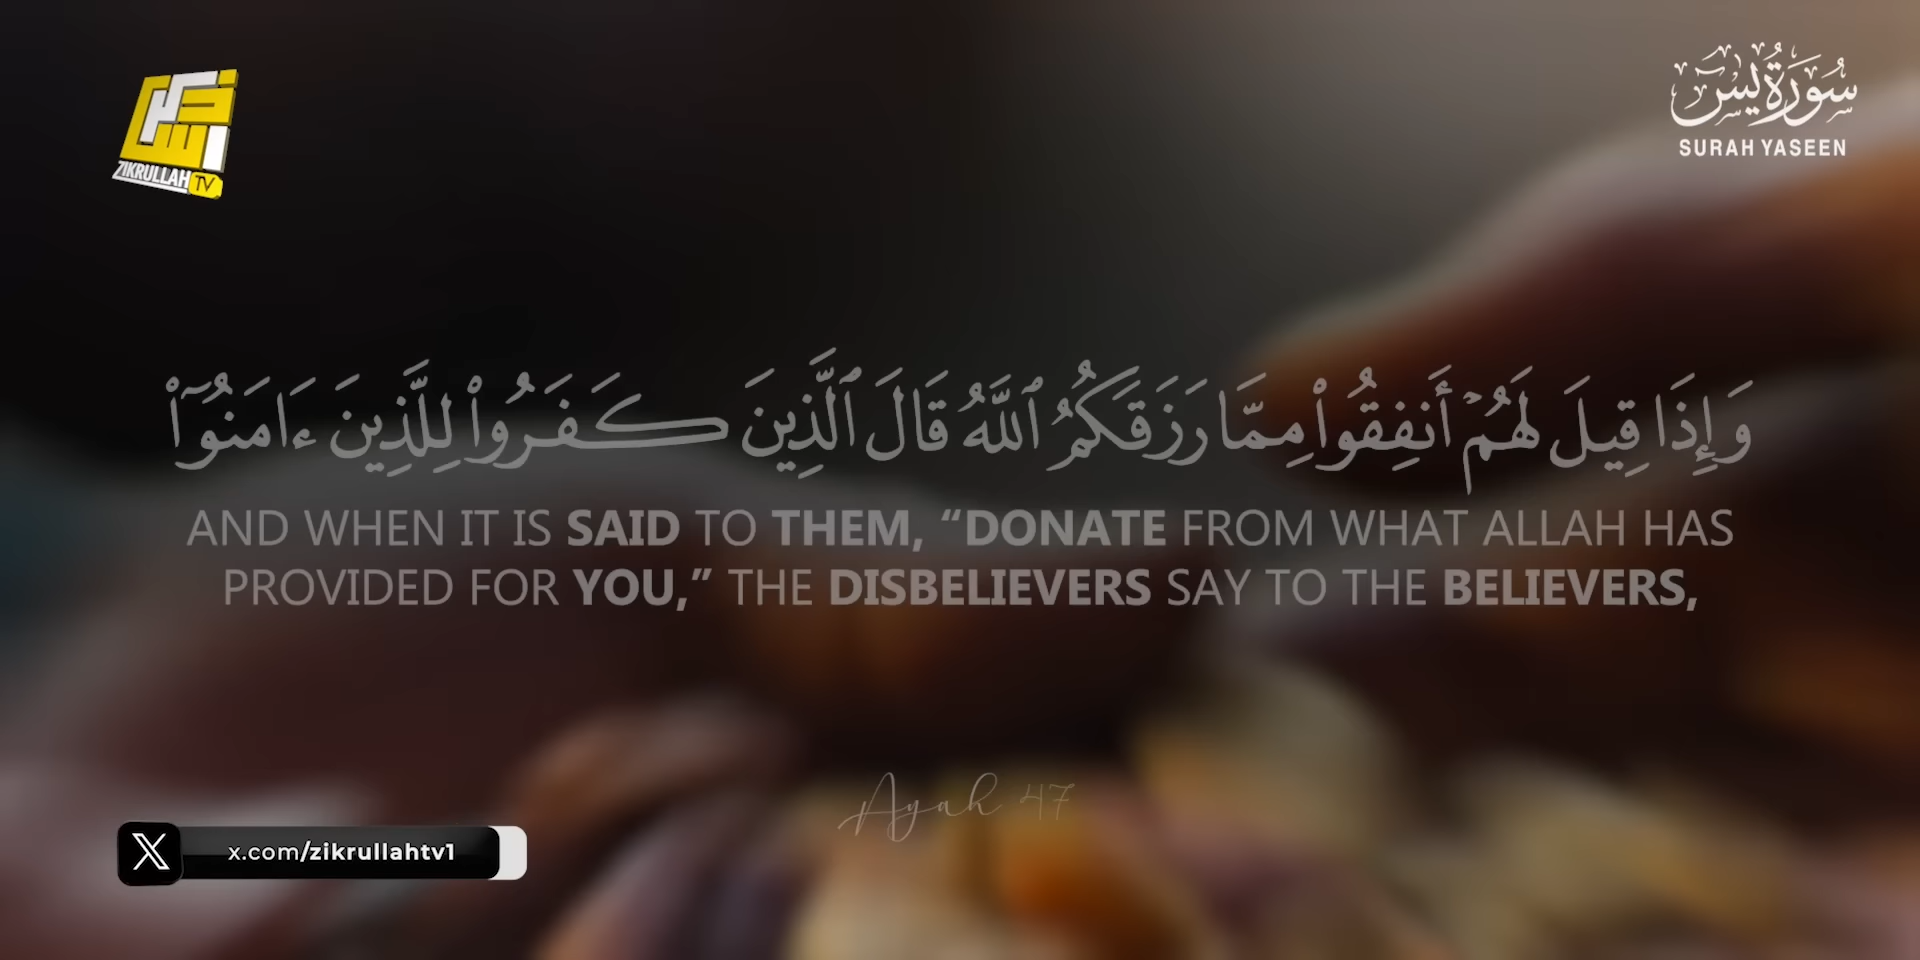 ZIKRULLAH TV
سُورَةُ يس
SURAH YASEEN
وَإِذَا قِيلَ لَهُمۡ أَنفِقُواْ مِمَّا رَزَقَكُمُ ٱللَّهُ قَالَ ٱلَّذِينَ كَفَرُواْ لِلَّذِينَ ءَامَنُوٓاْ
AND WHEN IT IS SAID TO THEM, “DONATE FROM WHAT ALLAH HAS
PROVIDED FOR YOU,” THE DISBELIEVERS SAY TO THE BELIEVERS,
Ayah 47
x.com/zikrullahtv1